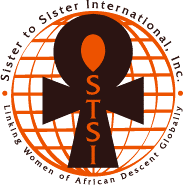 Sister to Sister International, Inc.
STSI
• Linking Women of African Descent Globally •